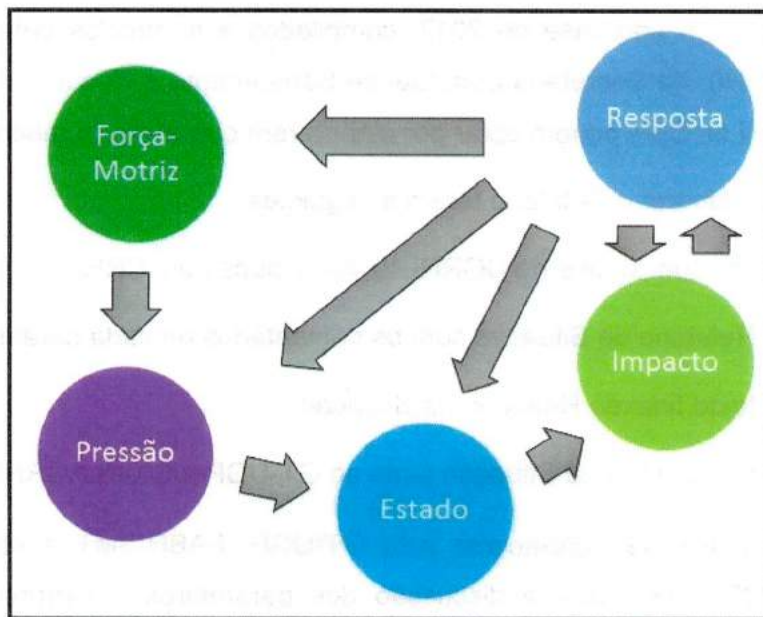 Força-
Motriz
Resposta
Impacto
Pressão
Estado